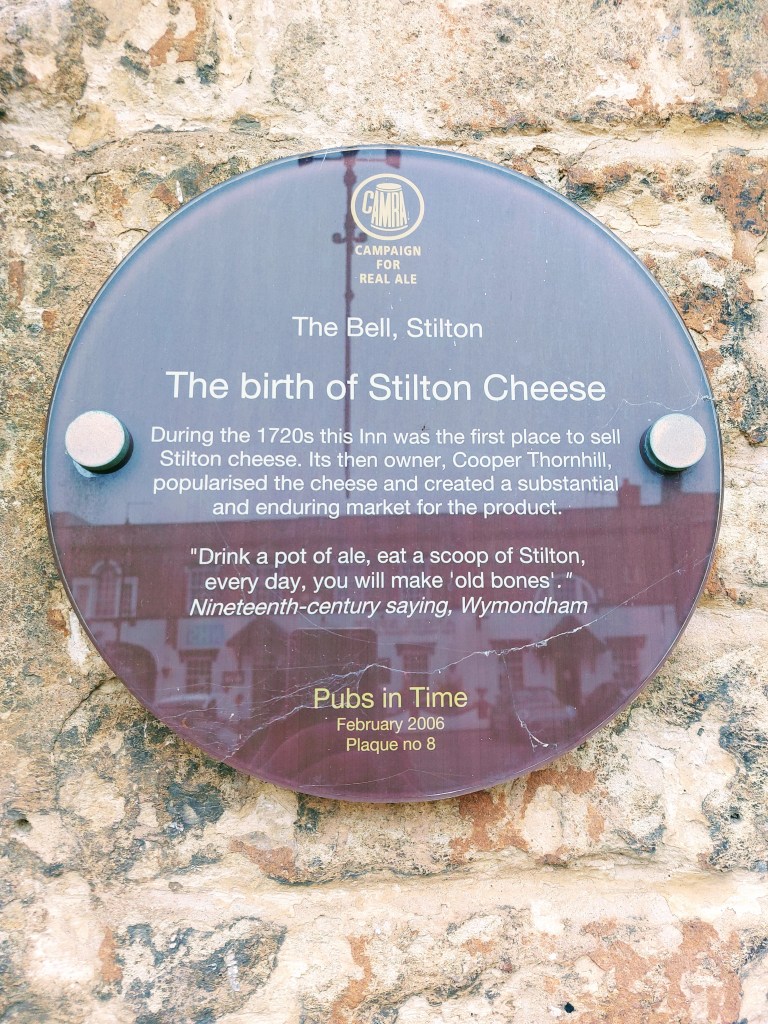 CAMRA
CAMPAIGN
FOR
REAL ALE
The Bell, Stilton
The birth of Stilton Cheese
During the 1720s this Inn was the first place to sell
Stilton cheese. Its then owner, Cooper Thornhill,
popularised the cheese and created a substantial
and enduring market for the product.
"Drink a pot of ale, eat a scoop of Stilton,
every day, you will make 'old bones'."
Nineteenth-century saying, Wymondham
Pubs in Time
February 2006
Plaque no 8